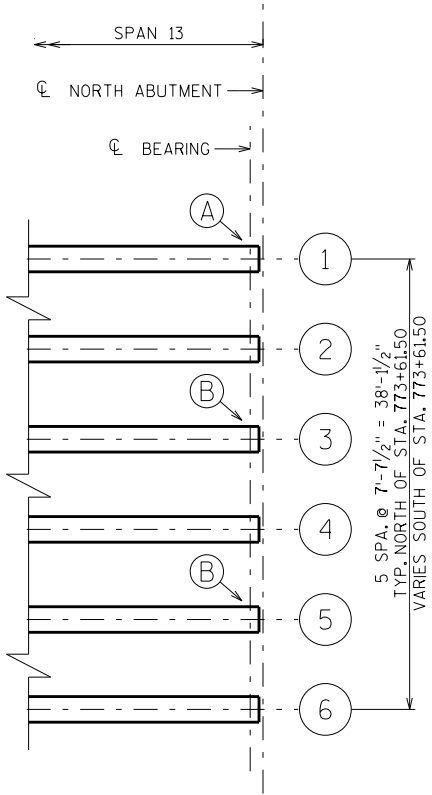 SPAN 13
℄ NORTH ABUTMENT
℄ BEARING
A
1
2
B
3
4
B
5
6
5 SPA. @ 7'-7½" = 38'-1½"
TYP. NORTH OF STA. 773+61.50
VARIES SOUTH OF STA. 773+61.50